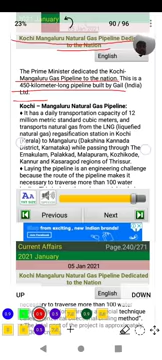 23%
90 / 96
Kochi Mangaluru Natural Gas Pipeline Dedicated to the Nation
English
The Prime Minister dedicated the Kochi-
Mangaluru gas pipeline to the nation. This is a
450-kilometer-long pipeline built by Gail (India)
Ltd.
Kochi – Mangaluru Natural Gas Pipeline:
• It has a daily transportation capacity of 12
million metric standard cubic meters, and
transports natural gas from the LNG (liquefied
natural gas) regasification station in Kochi
(Kerala) to Mangaluru (Dakshina Kannada
District, Karnataka) while passing through The
Ernakulam, Palakkad, Malappuram, Kozhikode,
Kannur and Kasaragod regions of Thrissur.
• Laying the pipeline is an engineering challenge
because the route of the pipeline makes it
necessary to traverse more than 100 water
AA
Previous
Next
from exciting, new indian brands!
Current Affairs
Page.240/271
2021 January
05 Jan 2021
Kochi Mangaluru Natural Gas Pipeline Dedicated
to the Nation
UP
English
DOWN
necessary to traverse more than 100 water
technique
method".
of the project is approximately